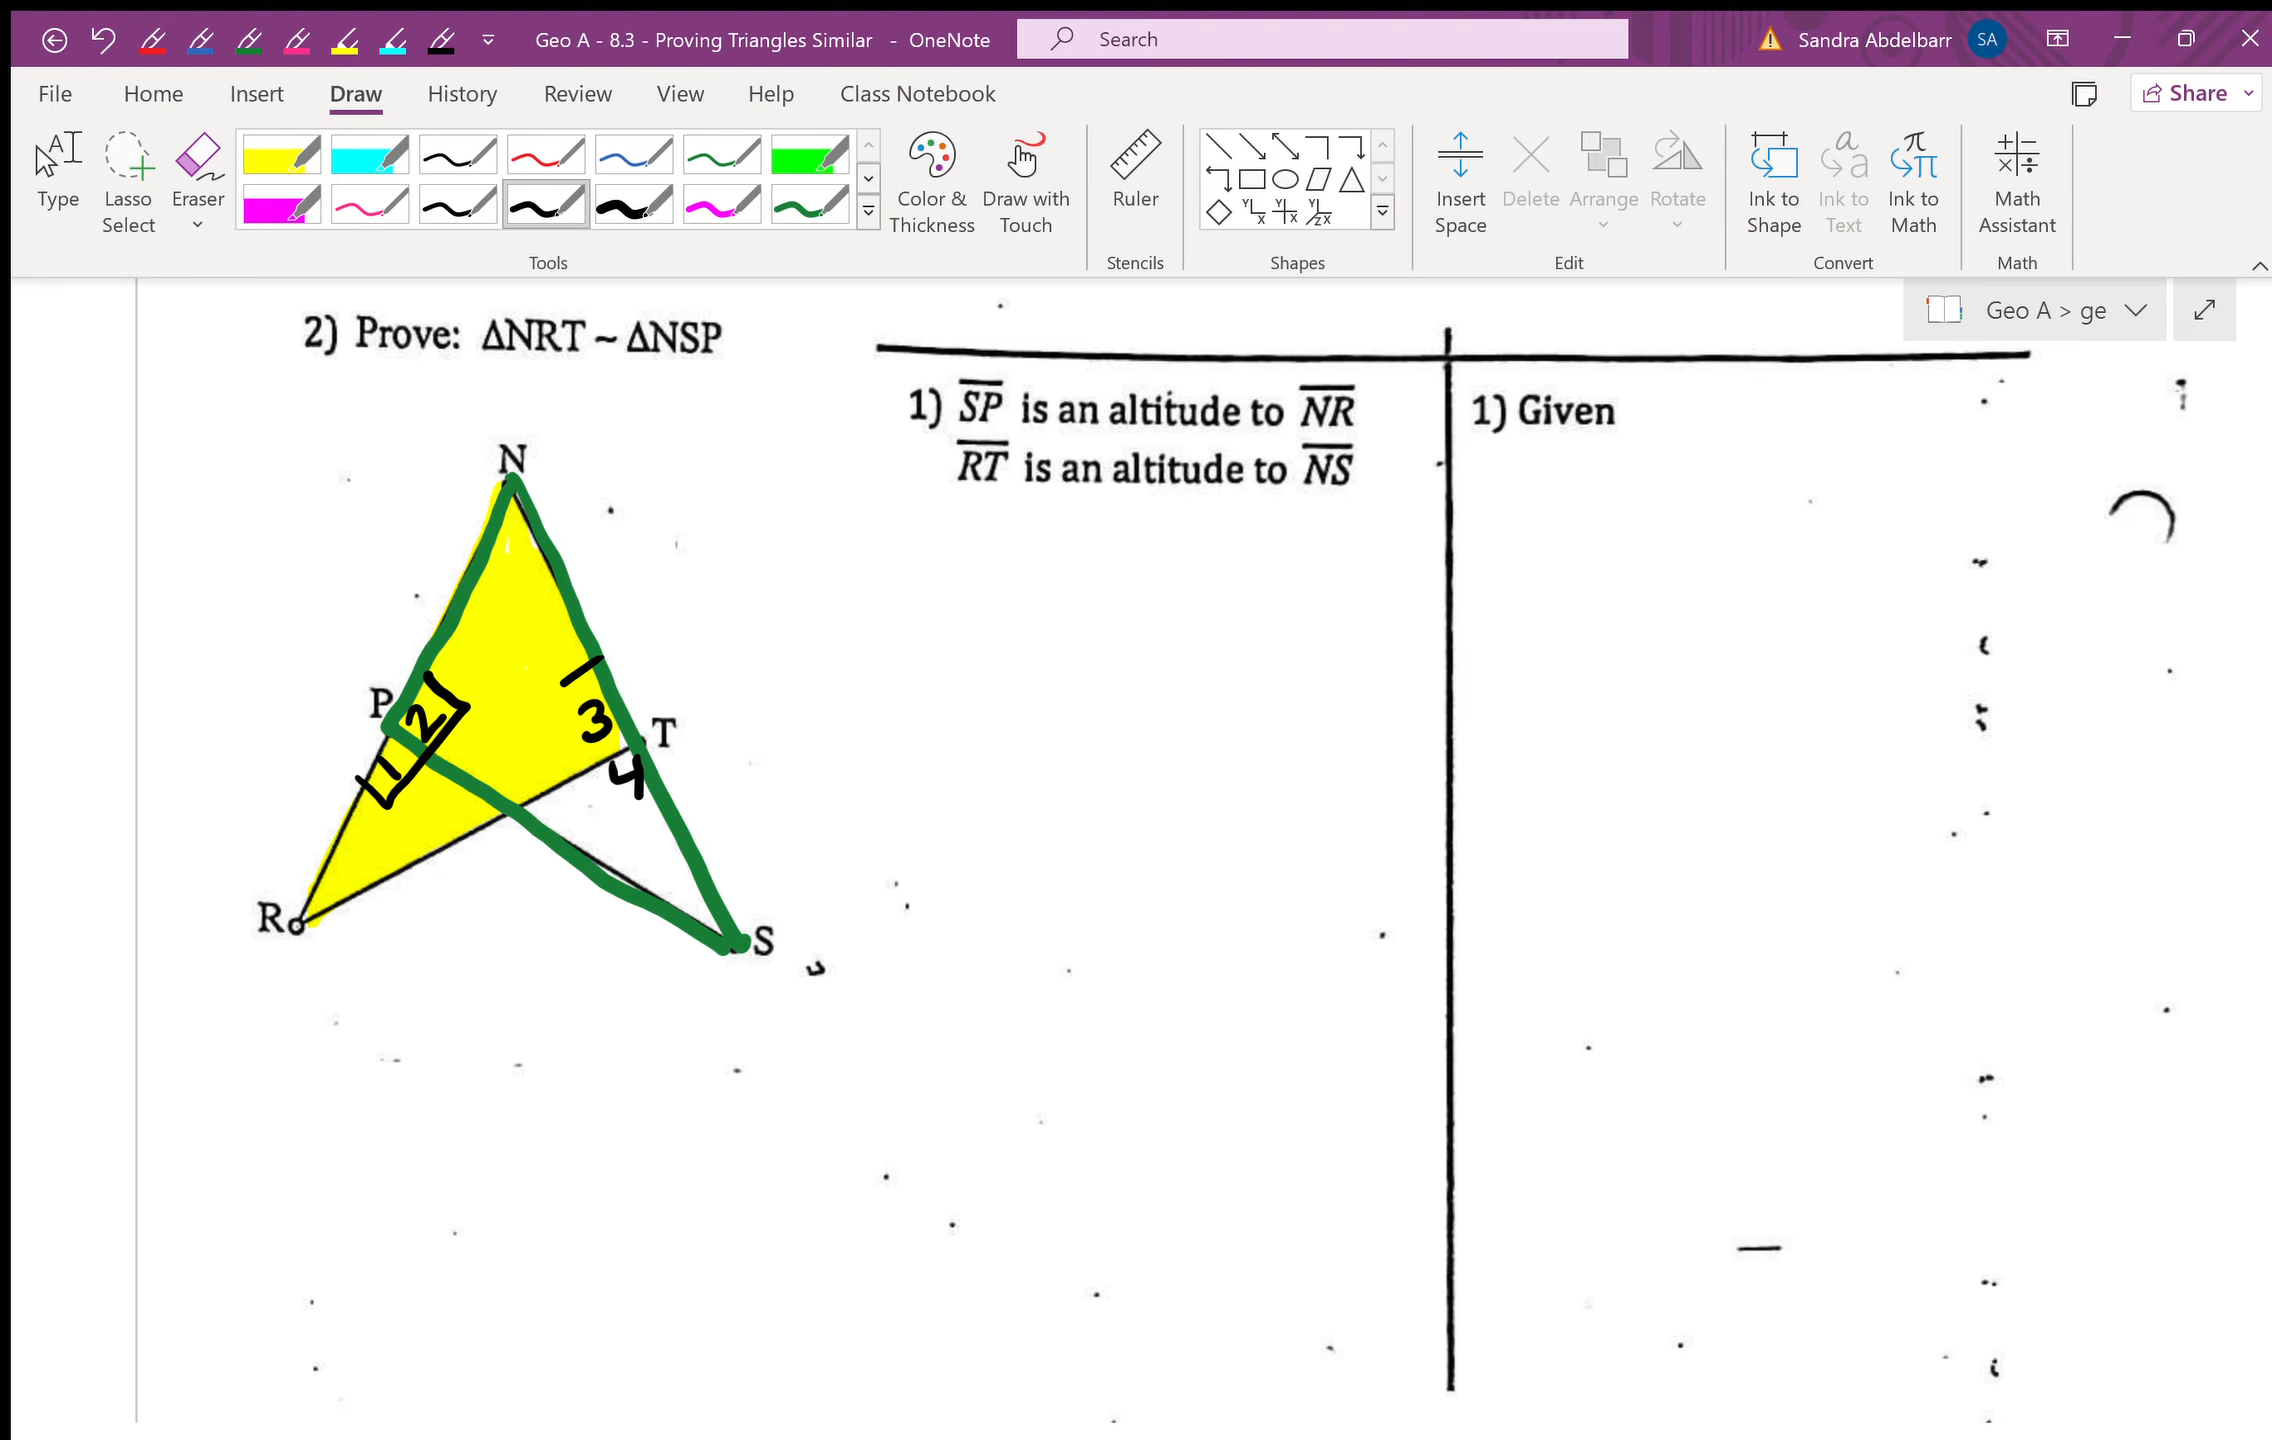 Geo A - 8.3 - Proving Triangles Similar - OneNote
Search
Sandra Abdelbarr
SA
File Home Insert Draw History Review View Help Class Notebook
Share
Type
Lasso Select
Eraser
Color & Thickness
Draw with Touch
Tools
Ruler
Stencils
Shapes
Insert Space
Delete
Arrange
Rotate
Edit
Ink to Shape
Ink to Text
Ink to Math
Convert
Math Assistant
Math
Geo A > ge
2) Prove: ΔNRT ~ ΔNSP
1) SP is an altitude to NR
RT is an altitude to NS
1) Given
N
P
2
3
T
1
4
R
S